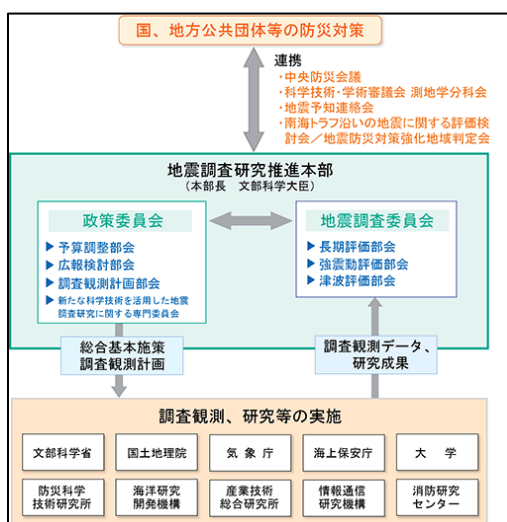 国、地方公共団体等の防災対策
連携
・中央防災会議
・科学技術・学術審議会 測地学分科会
・地震予知連絡会
・南海トラフ沿いの地震に関する評価検
討会／地震防災対策強化地域判定会
地震調査研究推進本部
（本部長　文部科学大臣）
政策委員会
▶ 予算調整部会
▶ 広報検討部会
▶ 調査観測計画部会
▶ 新たな科学技術を活用した地震
調査研究に関する専門委員会
地震調査委員会
▶ 長期評価部会
▶ 強震動評価部会
▶ 津波評価部会
総合基本施策
調査観測計画
調査観測データ、
研究成果
調査観測、研究等の実施
文部科学省
国土地理院
気 象 庁
海上保安庁
大　学
防災科学
技術研究所
海洋研究
開発機構
産業技術
総合研究所
情報通信
研究機構
消防研究
センター